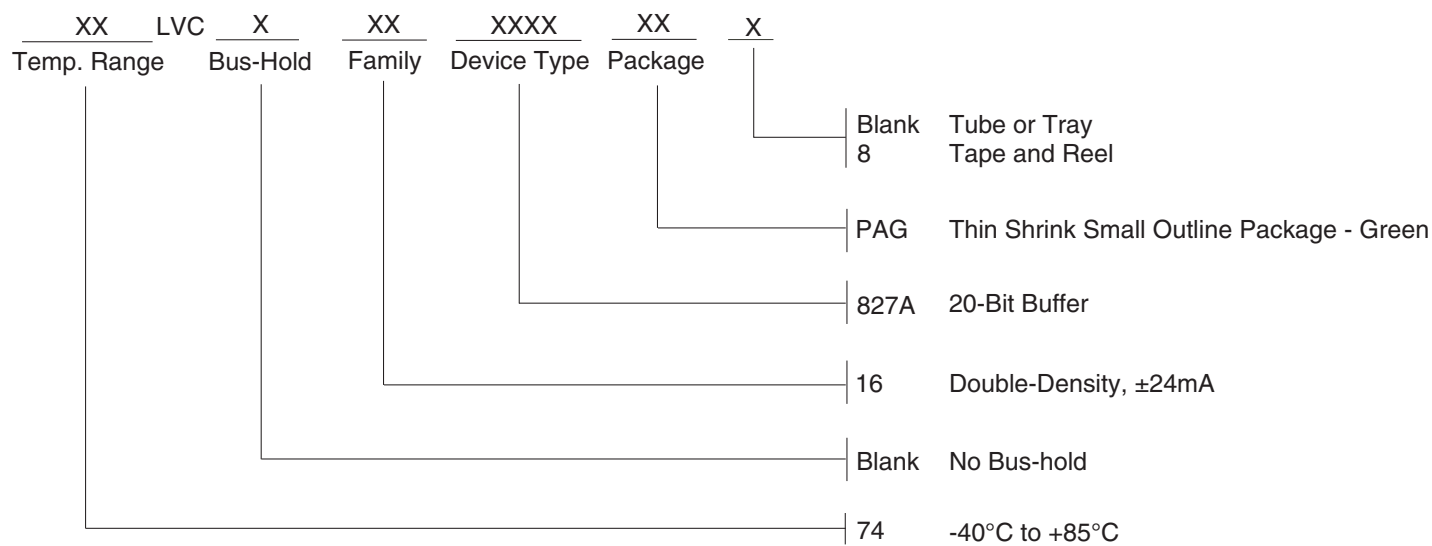 XX LVC X XX XXXX XX X
Temp. Range Bus-Hold Family Device Type Package
Blank Tube or Tray
8 Tape and Reel
PAG Thin Shrink Small Outline Package - Green
827A 20-Bit Buffer
16 Double-Density, ±24mA
Blank No Bus-hold
74 -40°C to +85°C